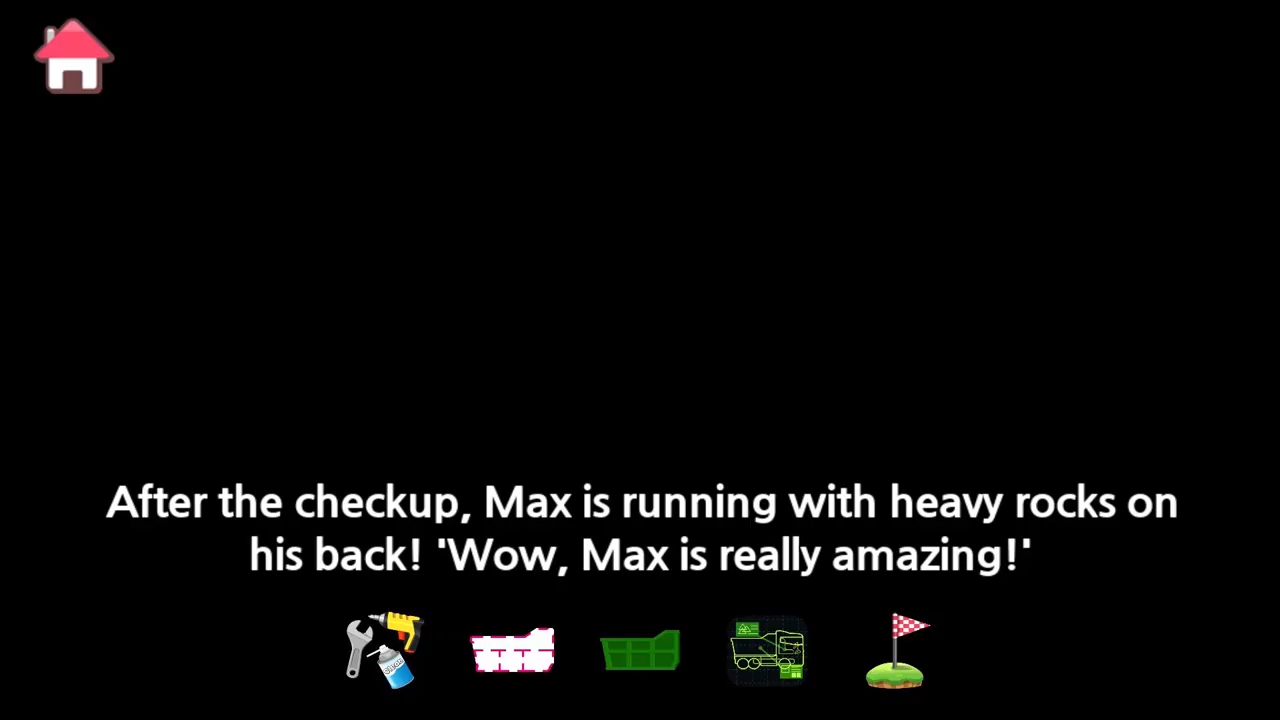 After the checkup, Max is running with heavy rocks on
his back! 'Wow, Max is really amazing!'